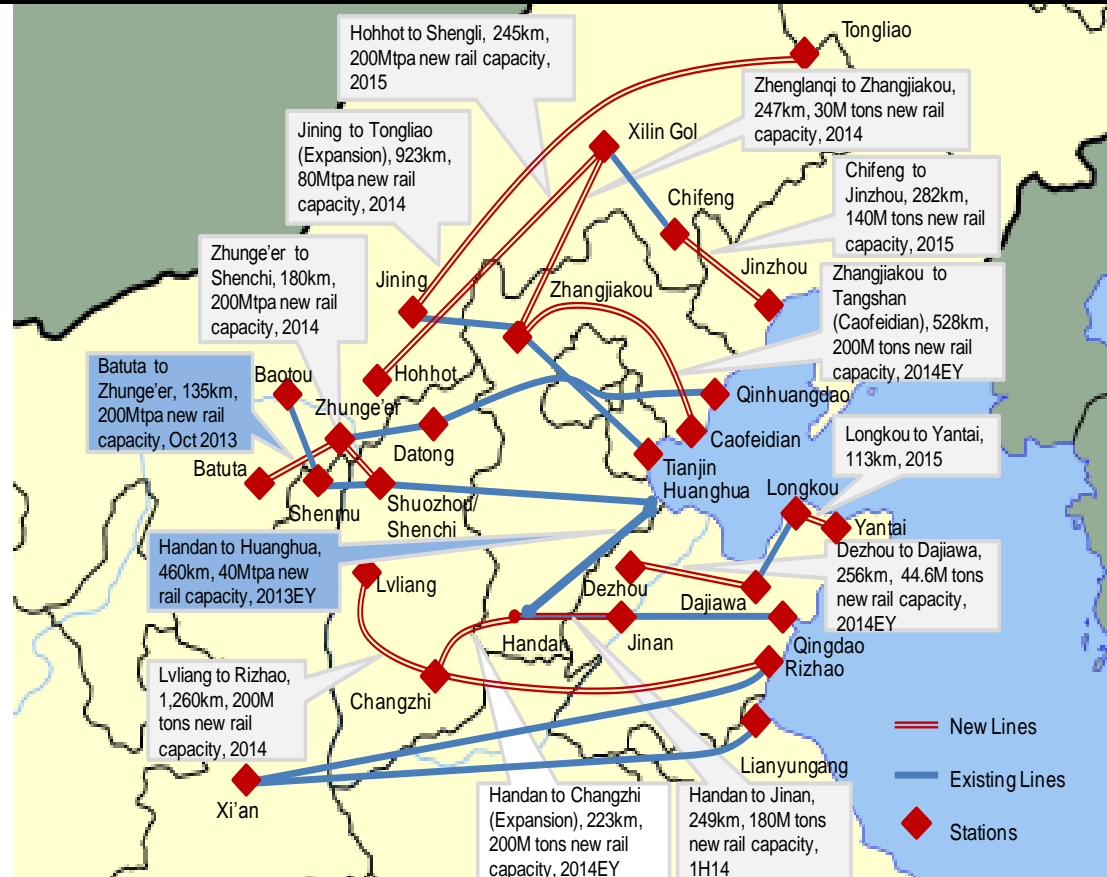 Hohhot to Shengli, 245km,
200Mtpa new rail capacity,
2015
Tongliao
Zhenglanqi to Zhangjiakou,
247km, 30M tons new rail
capacity, 2014
Jining to Tongliao
(Expansion), 923km,
80Mtpa new rail
capacity, 2014
Xilin Gol
Chifeng to
Jinzhou, 282km,
140M tons new rail
capacity, 2015
Chifeng
Zhunge'er to
Shenchi, 180km,
200Mtpa new rail
capacity, 2014
Jining
Zhangjiakou
Jinzhou
Zhangjiakou to
Tangshan
(Caofeidian), 528km,
200M tons new rail
capacity, 2014EY
Batuta to
Zhunge'er, 135km,
200Mtpa new rail
capacity, Oct 2013
Baotou
Hohhot
Zhunge'er
Qinhuangdao
Datong
Caofeidian
Longkou to Yantai,
113km, 2015
Batuta
Shenmu
Shuozhou/
Shenchi
Tianjin
Huanghua
Longkou
Yantai
Handan to Huanghua,
460km, 40Mtpa new
rail capacity, 2013EY
Lvliang
Dezhou
Dajiawa
Dezhou to Dajiawa,
256km, 44.6M tons
new rail capacity,
2014EY
Handan
Jinan
Qingdao
Rizhao
Lvliang to Rizhao,
1,260km, 200M
tons new rail
capacity, 2014
Changzhi
New Lines
Lianyungang
Existing Lines
Xi'an
Stations
Handan to Changzhi
(Expansion), 223km,
200M tons new rail
capacity, 2014EY
Handan to Jinan,
249km, 180M tons
new rail capacity,
1H14